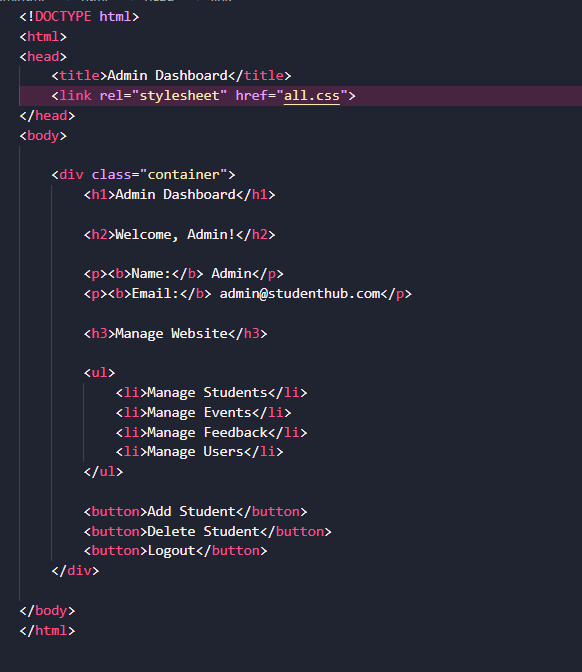 <!DOCTYPE html>
<html>
<head>
    <title>Admin Dashboard</title>
    <link rel="stylesheet" href="all.css">
</head>
<body>

    <div class="container">
        <h1>Admin Dashboard</h1>

        <h2>Welcome, Admin!</h2>

        <p><b>Name:</b> Admin</p>
        <p><b>Email:</b> admin@studenthub.com</p>

        <h3>Manage Website</h3>

        <ul>
            <li>Manage Students</li>
            <li>Manage Events</li>
            <li>Manage Feedback</li>
            <li>Manage Users</li>
        </ul>

        <button>Add Student</button>
        <button>Delete Student</button>
        <button>Logout</button>
    </div>

</body>
</html>